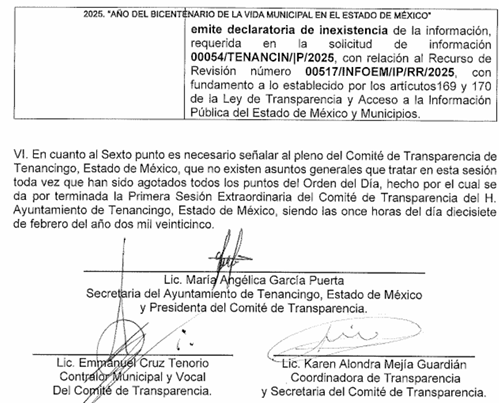 2025. "AÑO DEL BICENTENARIO DE LA VIDA MUNICIPAL EN EL ESTADO DE MÉXICO"
emite declaratoria de inexistencia de la información,
requerida en la solicitud de información
00054/TENANCIN/|P/2025, con relación al Recurso de
Revisión número 00517/INFOEM/IP/RR/2025, con
fundamento a lo establecido por los artículos169 y 170
de la Ley de Transparencia y Acceso a la Información
Pública del Estado de México y Municipios.
VI. En cuanto al Sexto punto es necesario señalar al pleno del Comité de Transparencia de
Tenancingo, Estado de México, que no existen asuntos generales que tratar en esta sesión
toda vez que han sido agotados todos los puntos del Orden del Día, hecho por el cual se
da por terminada la Primera Sesión Extraordinaria del Comité de Transparencia del H.
Ayuntamiento de Tenancingo, Estado de México, siendo las once horas del día diecisiete
de febrero del año dos mil veinticinco.
Lic. María Angélica García Puerta
Secretaria del Ayuntamiento de Tenancingo, Estado de México
y Presidenta del Comité de Transparencia.
Lic. Emmanuel Cruz Tenorio
Contralor Municipal y Vocal
Del Comité de Transparencia.
Lic. Karen Alondra Mejía Guardián
Coordinadora de Transparencia
y Secretaria del Comité de Transparencia.